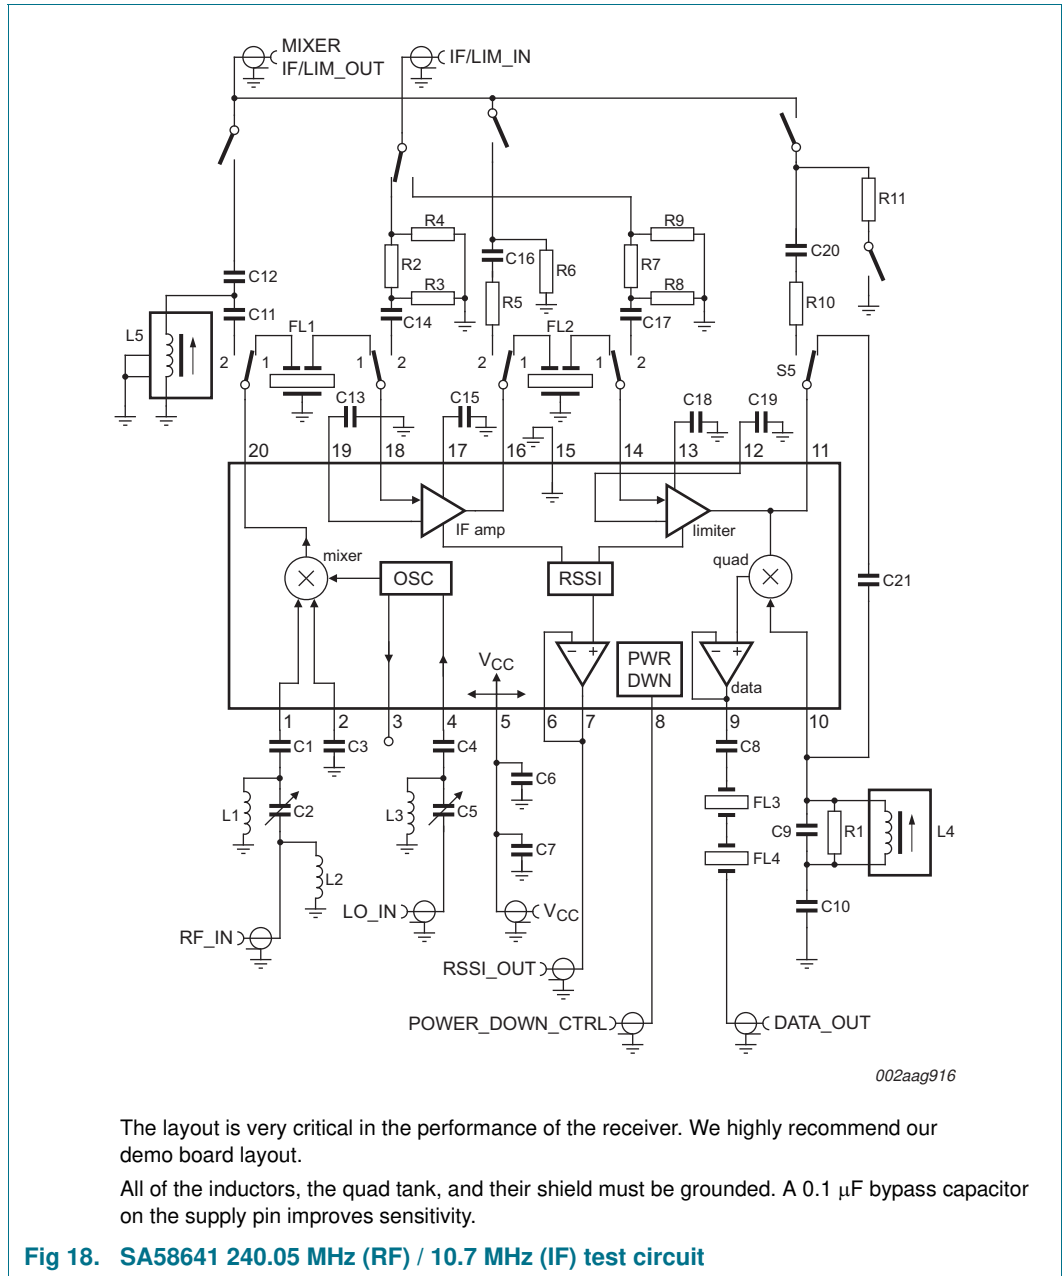 MIXER
IF/LIM_OUT
IF/LIM_IN
R11
R4
R9
C16
C20
R2
R6
R7
C12
R3
R8
R5
R10
C11
C14
C17
L5
FL1
FL2
2 1 1 2 2 1 1 2
S5
C13
C15
C18
C19
20 19 18 17 16 15 14 13 12 11
IF amp
limiter
mixer
quad
OSC
RSSI
C21
VCC
− +
PWR
DWN
− +
data
1 2 3 4 5 6 7 8 9 10
C1
C3
C4
C8
C6
L1
C2
L3
C5
FL3
C9
R1
L4
C7
FL4
L2
LO_IN
VCC
C10
RF_IN
RSSI_OUT
POWER_DOWN_CTRL
DATA_OUT
002aag916
The layout is very critical in the performance of the receiver. We highly recommend our
demo board layout.
All of the inductors, the quad tank, and their shield must be grounded. A 0.1 μF bypass capacitor
on the supply pin improves sensitivity.
Fig 18. SA58641 240.05 MHz (RF) / 10.7 MHz (IF) test circuit